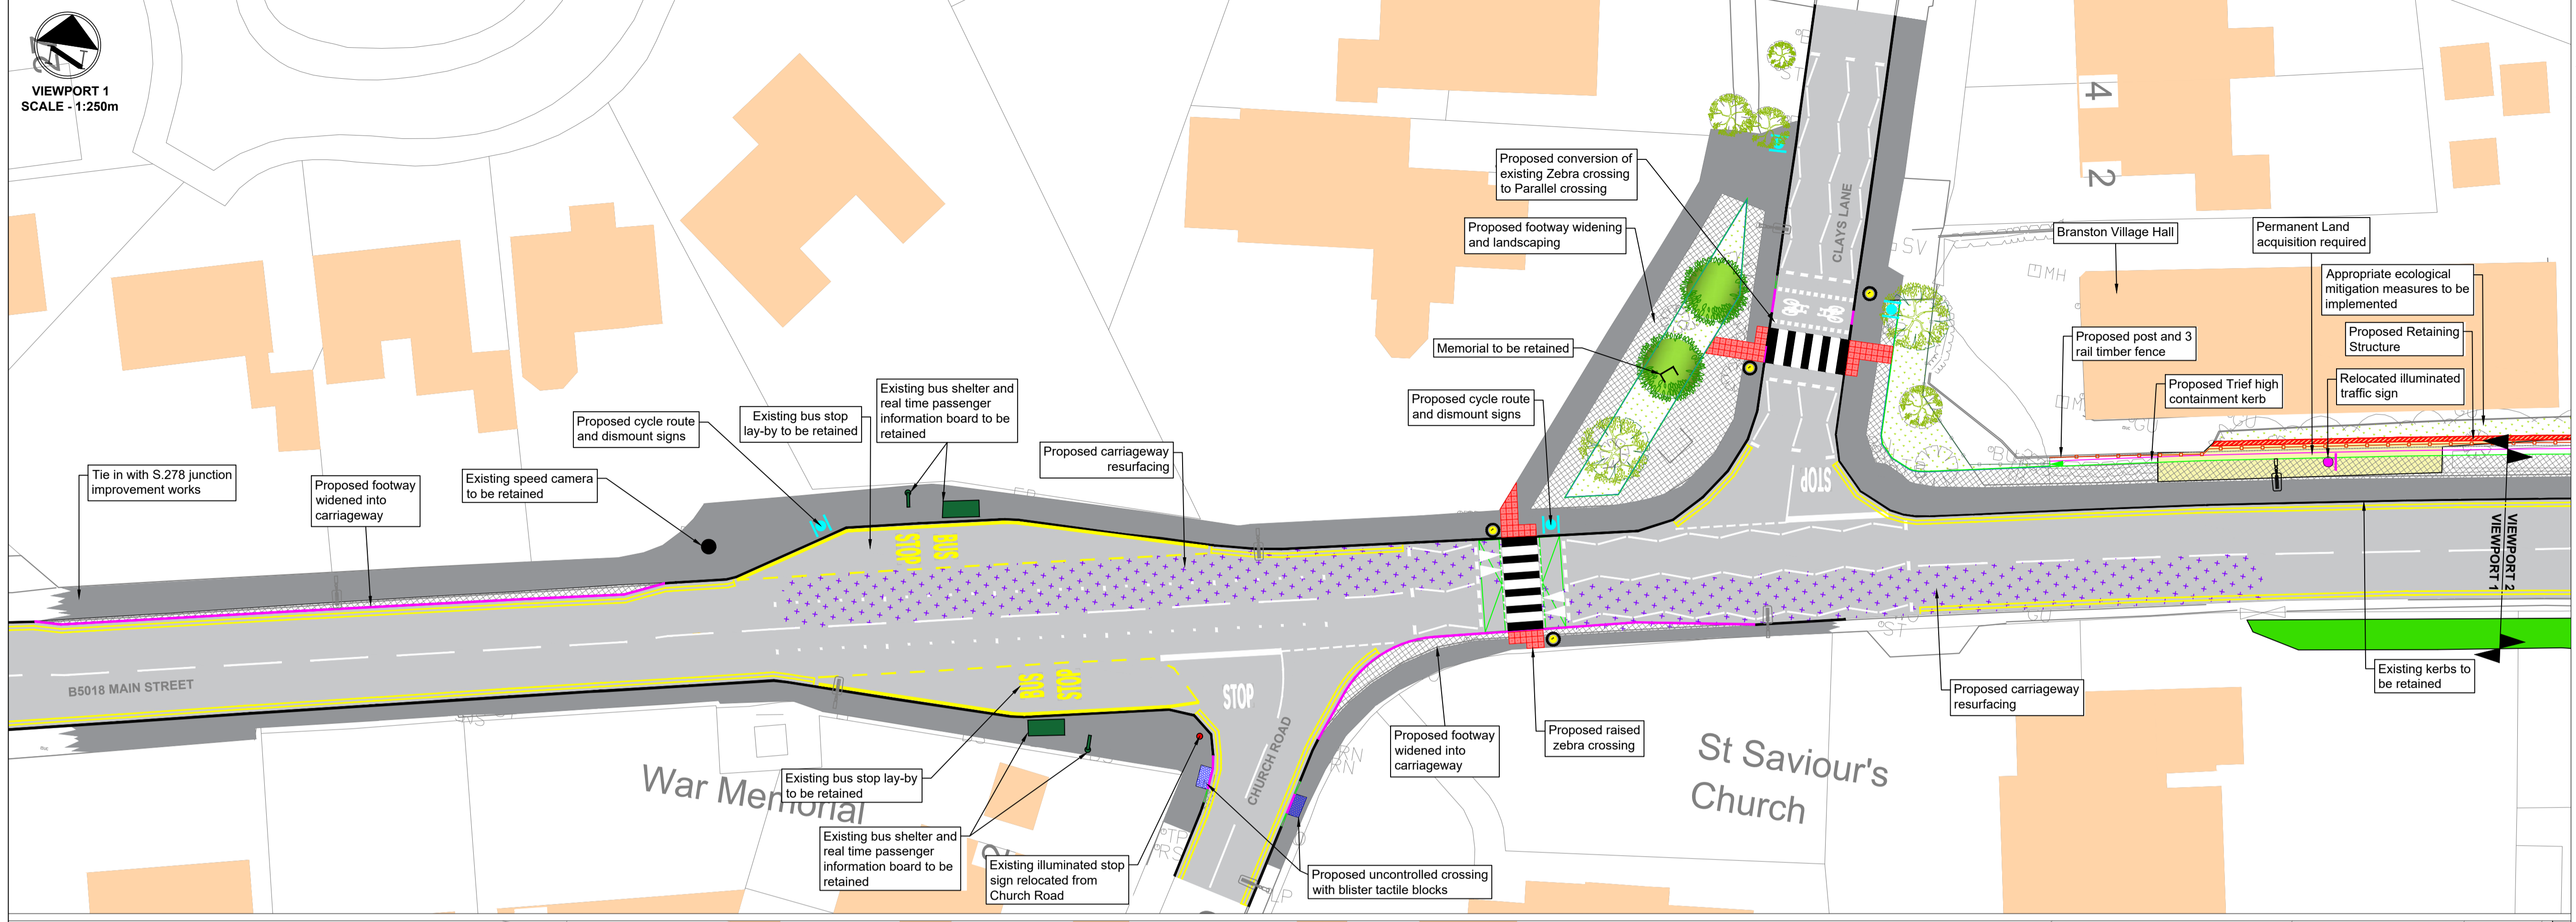 VIEWPORT 1
SCALE - 1:250m
Tie in with S.278 junction
improvement works
Proposed footway
widened into
carriageway
Existing speed camera
to be retained
Proposed cycle route
and dismount signs
Existing bus stop
lay-by to be retained
Existing bus shelter and
real time passenger
information board to be
retained
Proposed carriageway
resurfacing
Proposed cycle route
and dismount signs
Memorial to be retained
Proposed footway widening
and landscaping
Proposed conversion of
existing Zebra crossing
to Parallel crossing
CLAYS LANE
SV
MH
4
2
Branston Village Hall
Permanent Land
acquisition required
Appropriate ecological
mitigation measures to be
implemented
Proposed Retaining
Structure
Relocated illuminated
traffic sign
Proposed post and 3
rail timber fence
Proposed Trief high
containment kerb
STOP
BUS
STOP
VIEWPORT 2
VIEWPORT 1
B5018 MAIN STREET
BUS
STOP
STOP
CHURCH ROAD
War Memorial
Existing bus stop lay-by
to be retained
Existing bus shelter and
real time passenger
information board to be
retained
Existing illuminated stop
sign relocated from
Church Road
Proposed uncontrolled crossing
with blister tactile blocks
LP
Proposed footway
widened into
carriageway
Proposed raised
zebra crossing
St Saviour's
Church
Proposed carriageway
resurfacing
Existing kerbs to
be retained